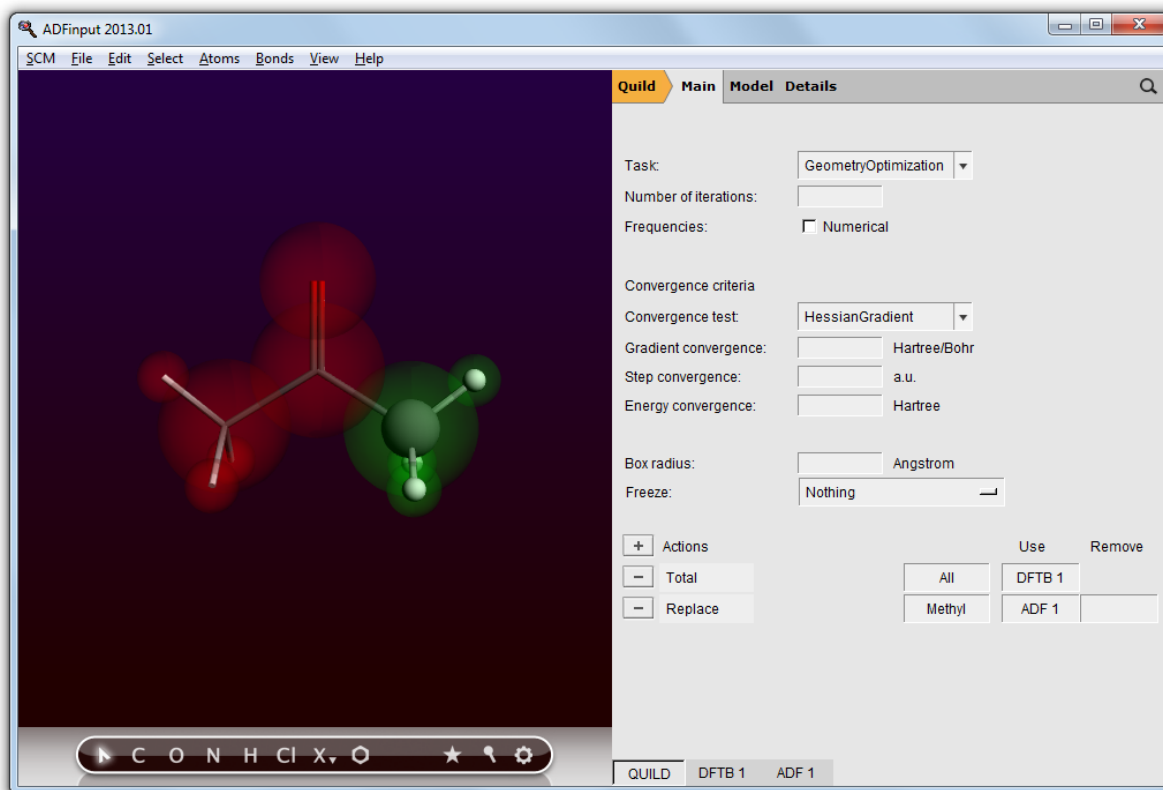 ADFinput 2013.01
SCM File Edit Select Atoms Bonds View Help
Quild Main Model Details
Task: GeometryOptimization
Number of iterations:
Frequencies: Numerical
Convergence criteria
Convergence test: HessianGradient
Gradient convergence: Hartree/Bohr
Step convergence: a.u.
Energy convergence: Hartree
Box radius: Angstrom
Freeze: Nothing
+ Actions Use Remove
− Total All DFTB 1
− Replace Methyl ADF 1
C O N H Cl X
QUILD DFTB 1 ADF 1